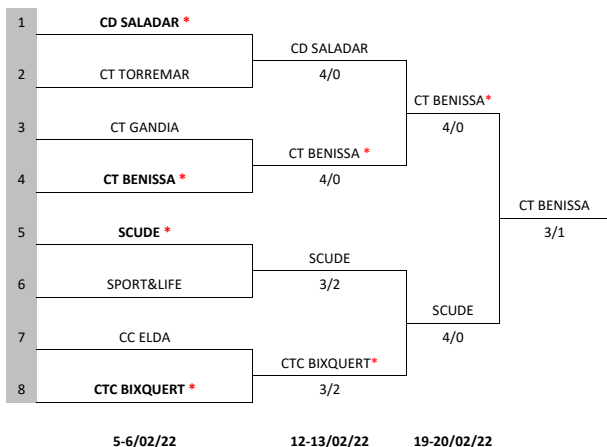 1 CD SALADAR *
CD SALADAR
2 CT TORREMAR 4/0
CT BENISSA*
3 CT GANDIA 4/0
CT BENISSA *
4 CT BENISSA * 4/0
CT BENISSA
5 SCUDE * 3/1
SCUDE
6 SPORT&LIFE 3/2
SCUDE
7 CC ELDA 4/0
CTC BIXQUERT*
8 CTC BIXQUERT * 3/2
5-6/02/22 12-13/02/22 19-20/02/22